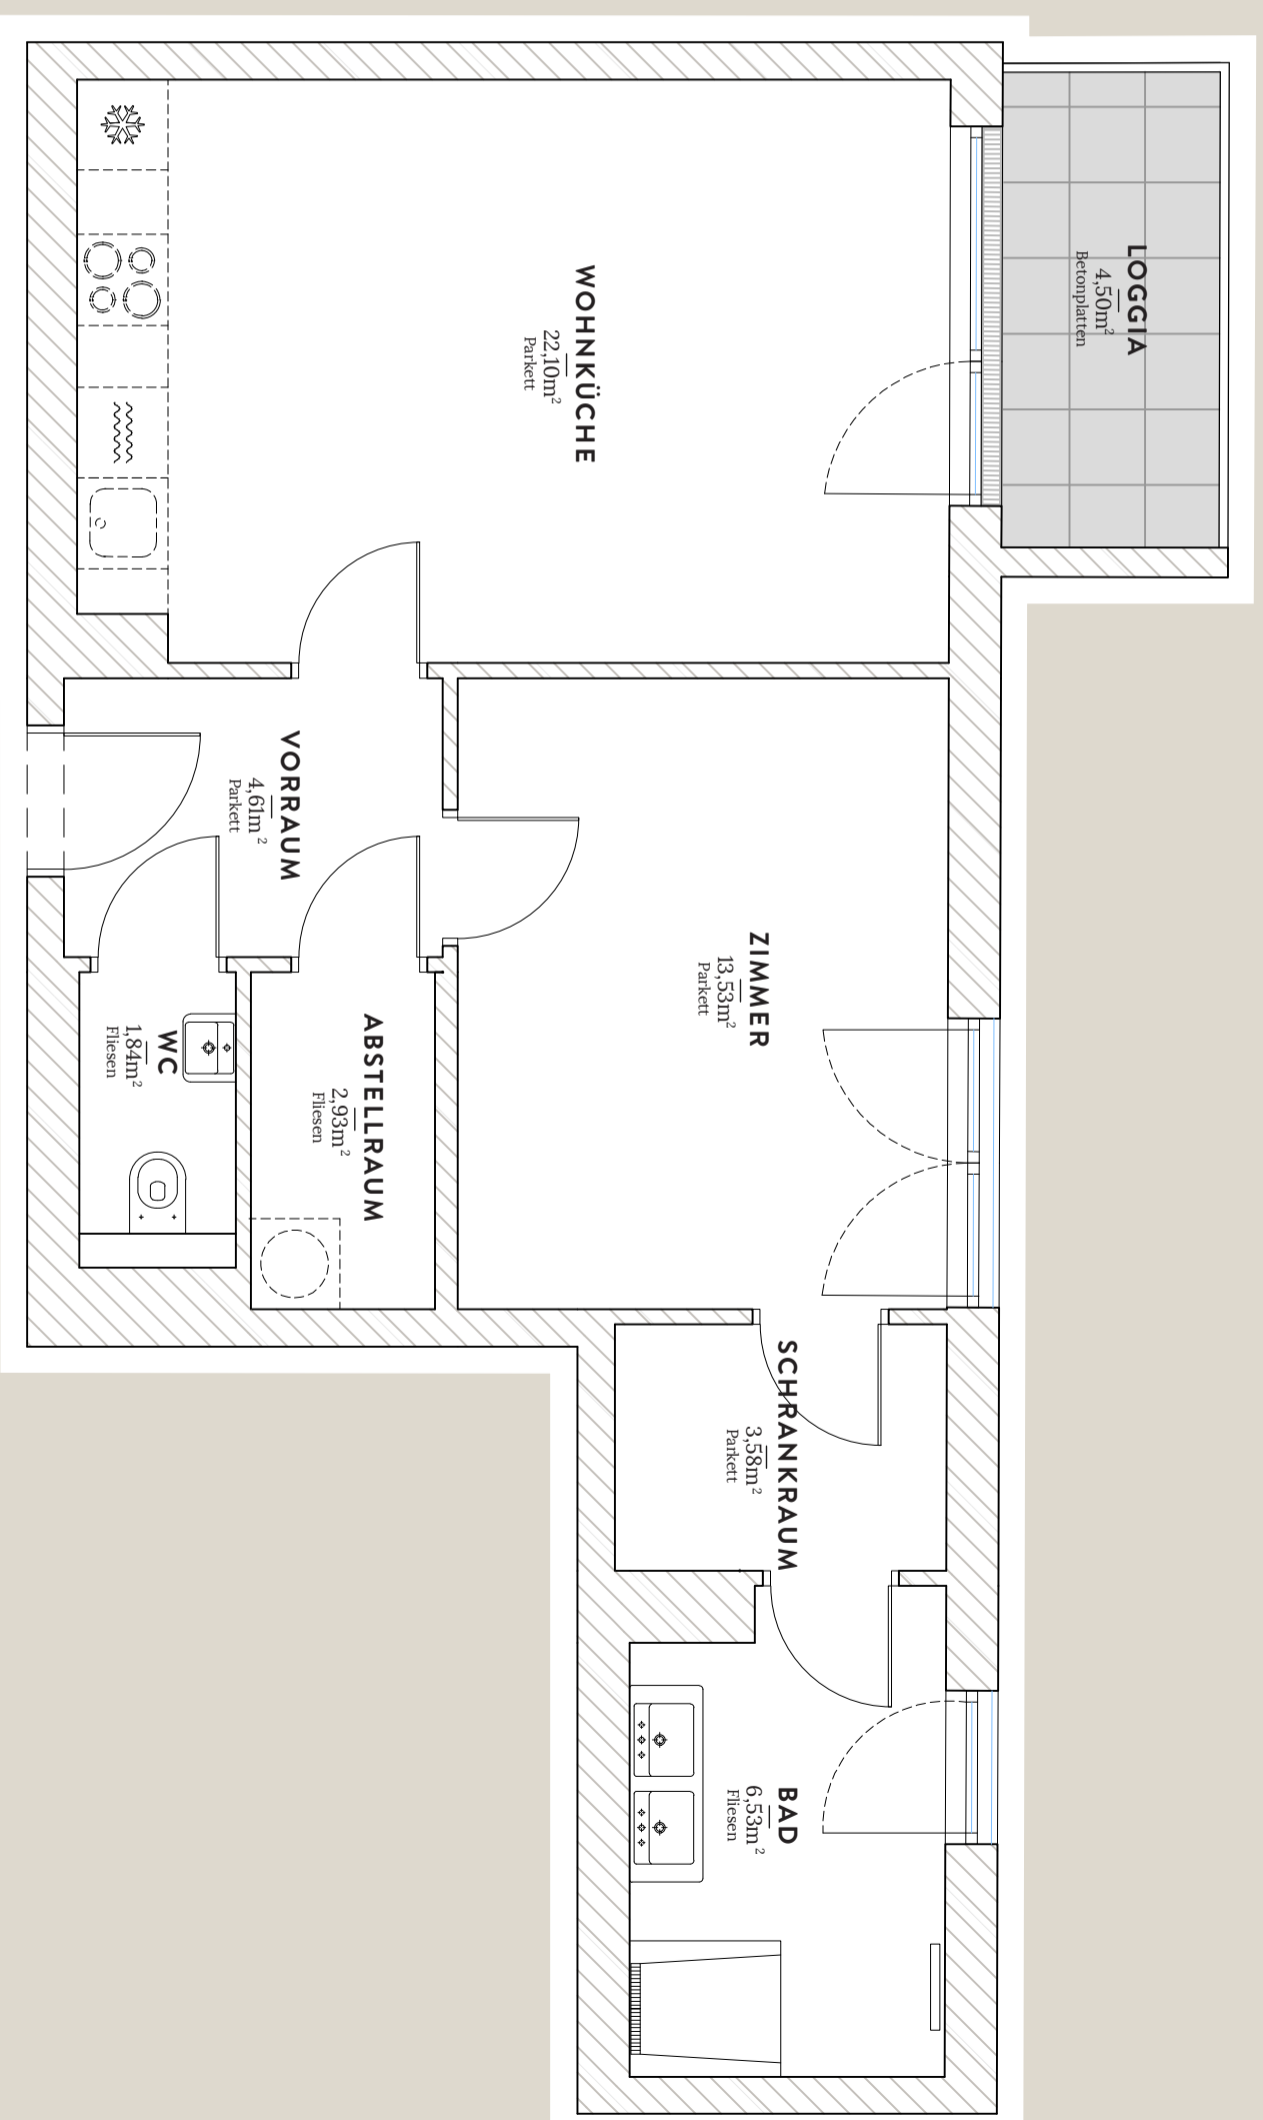 LOGGIA
4,50m²
Betonplatten
WOHNKÜCHE
22,10m²
Parkett
VORRAUM
4,61m²
Parkett
ZIMMER
13,53m²
Parkett
WC
1,84m²
Fliesen
ABSTELLRAUM
2,93m²
Fliesen
SCHRANKRAUM
3,58m²
Parkett
BAD
6,53m²
Fliesen